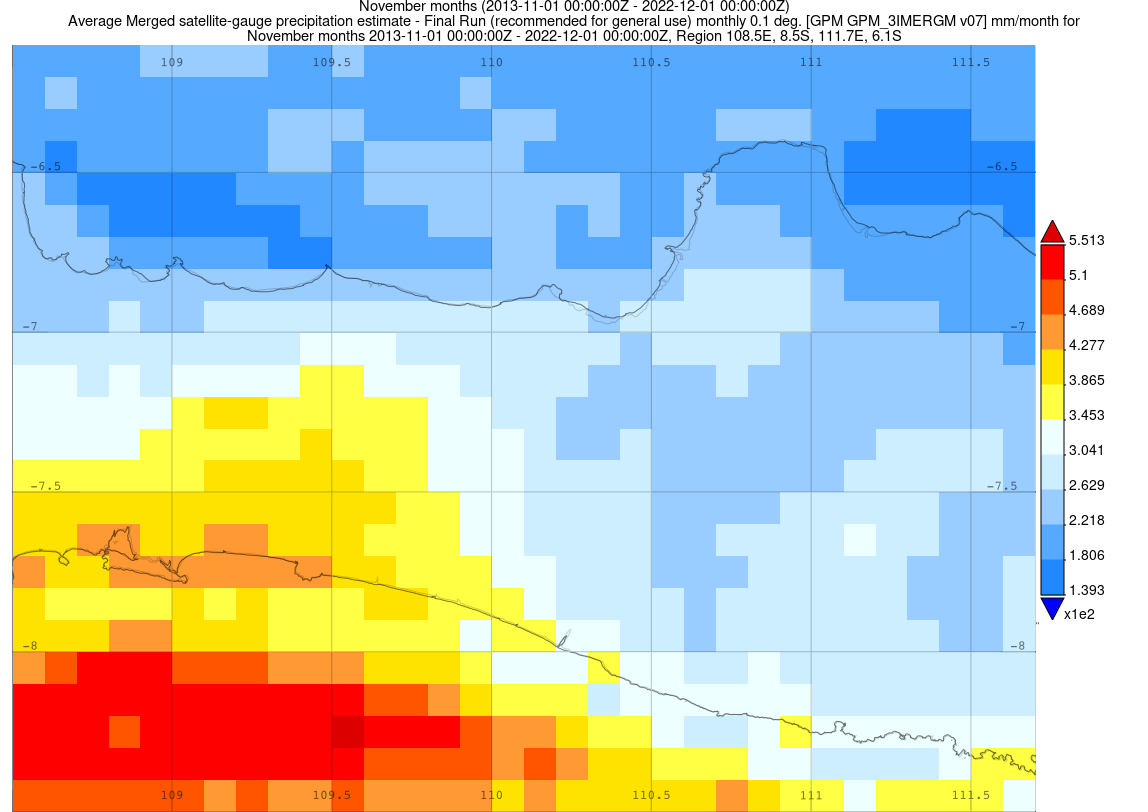 November months (2013-11-01 00:00:00Z - 2022-12-01 00:00:00Z)
Average Merged satellite-gauge precipitation estimate - Final Run (recommended for general use) monthly 0.1 deg. [GPM GPM_3IMERGM v07] mm/month for
November months 2013-11-01 00:00:00Z - 2022-12-01 00:00:00Z, Region 108.5E, 8.5S, 111.7E, 6.1S
109 109.5 110 110.5 111 111.5
-6.5 -6.5
-7 -7
-7.5 -7.5
-8 -8
109 109.5 110 110.5 111 111.5
5.513
5.1
4.689
4.277
3.865
3.453
3.041
2.629
2.218
1.806
1.393
x1e2